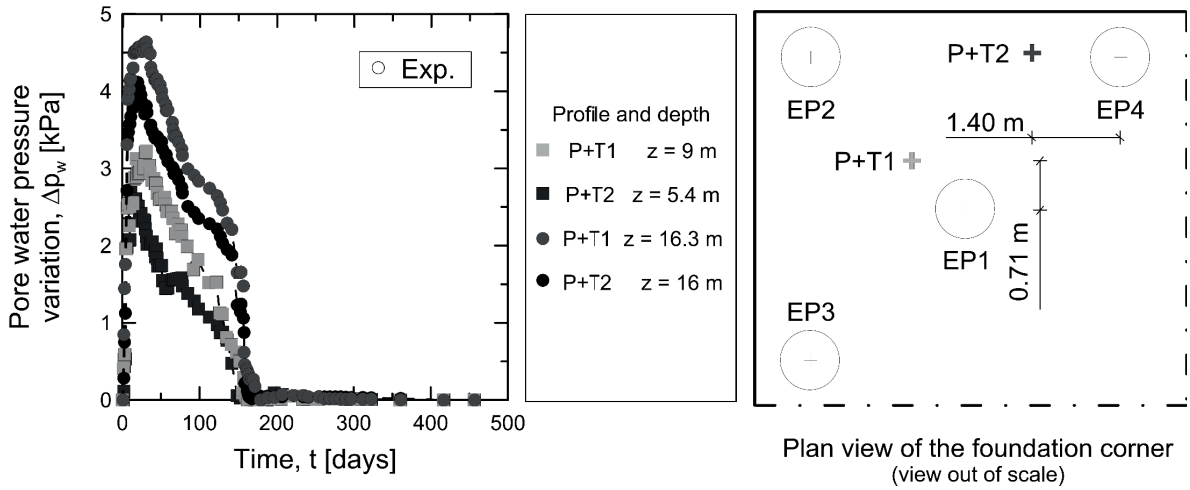 Pore water pressure
variation, Δp_w [kPa]
5
4
3
2
1
0
0 100 200 300 400 500
Time, t [days]
Exp.
Profile and depth
P+T1 z = 9 m
P+T2 z = 5.4 m
P+T1 z = 16.3 m
P+T2 z = 16 m
P+T2
EP2
EP4
1.40 m
P+T1
EP1
0.71 m
EP3
Plan view of the foundation corner
(view out of scale)